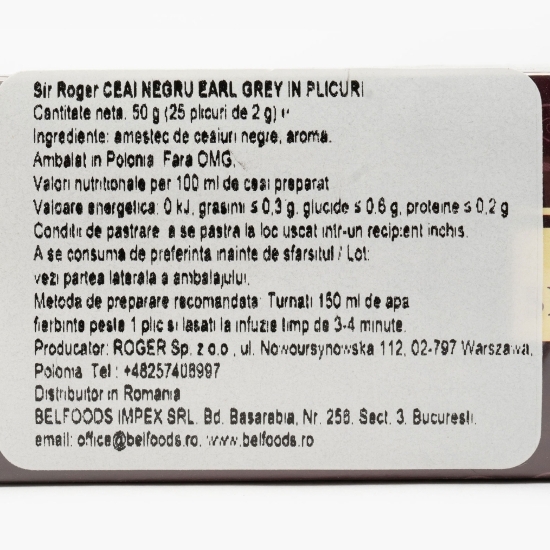 Sir Roger CEAI NEGRU EARL GREY IN PLICURI
Cantitate neta: 50 g (25 plicuri de 2 g) e
Ingrediente: amestec de ceaiuri negre, aroma.
Ambalat in Polonia. Fara OMG.
Valori nutritionale per 100 ml de ceai preparat
Valoare energetica: 0 kJ, grasimi ≤ 0,3 g, glucide ≤ 0,6 g, proteine ≤ 0,2 g
Conditii de pastrare: a se pastra la loc uscat intr-un recipient inchis.
A se consuma de preferinta inainte de sfarsitul / Lot:
vezi partea laterala a ambalajului.
Metoda de preparare recomandata: Turnati 150 ml de apa
fierbinte peste 1 plic si lasati la infuzie timp de 3-4 minute.
Producator: ROGER Sp. z o.o., ul. Nowoursynowska 112, 02-797 Warszawa,
Polonia. Tel.: +48257408997
Distribuitor in Romania
BELFOODS IMPEX SRL. Bd. Basarabia, Nr. 256. Sect. 3. Bucuresti.
email: office@belfoods.ro, www.belfoods.ro